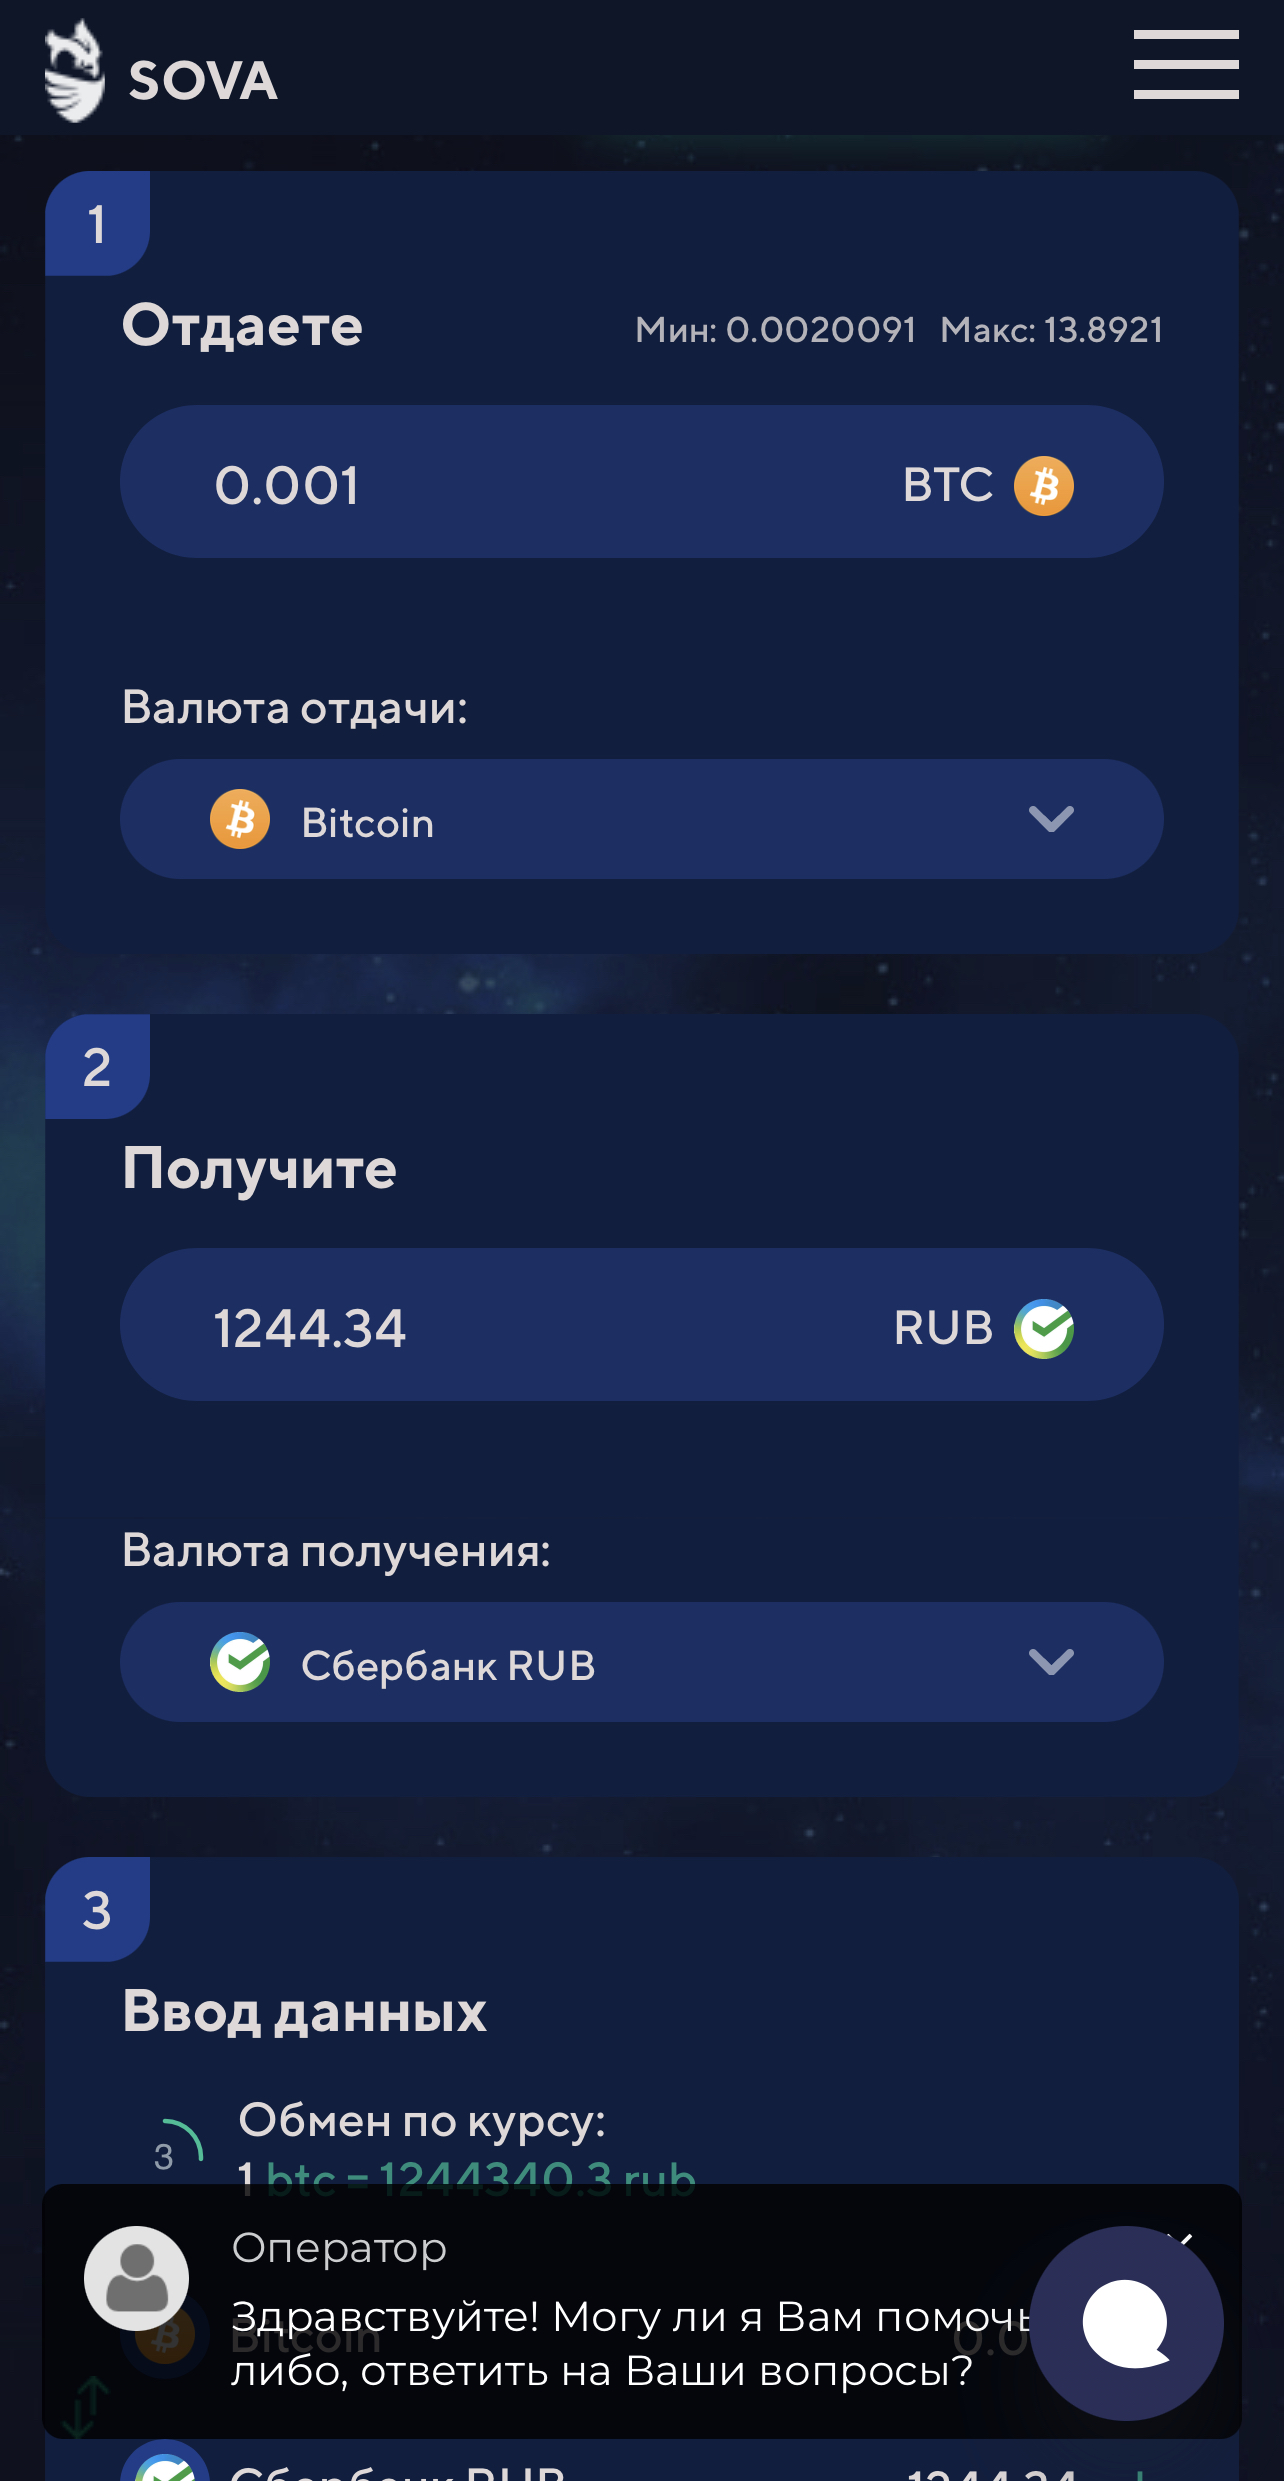 SOVA
1
Отдаете
Мин: 0.0020091 Макс: 13.8921
0.001 BTC
Валюта отдачи:
Bitcoin
2
Получите
1244.34 RUB
Валюта получения:
Сбербанк RUB
3
Ввод данных
Обмен по курсу:
3
1 btc = 1244340.3 rub
Оператор
Здравствуйте! Могу ли я Вам помочь
Bitcoin 0.0
либо, ответить на Ваши вопросы?
Сбербанк RUB 1244.34